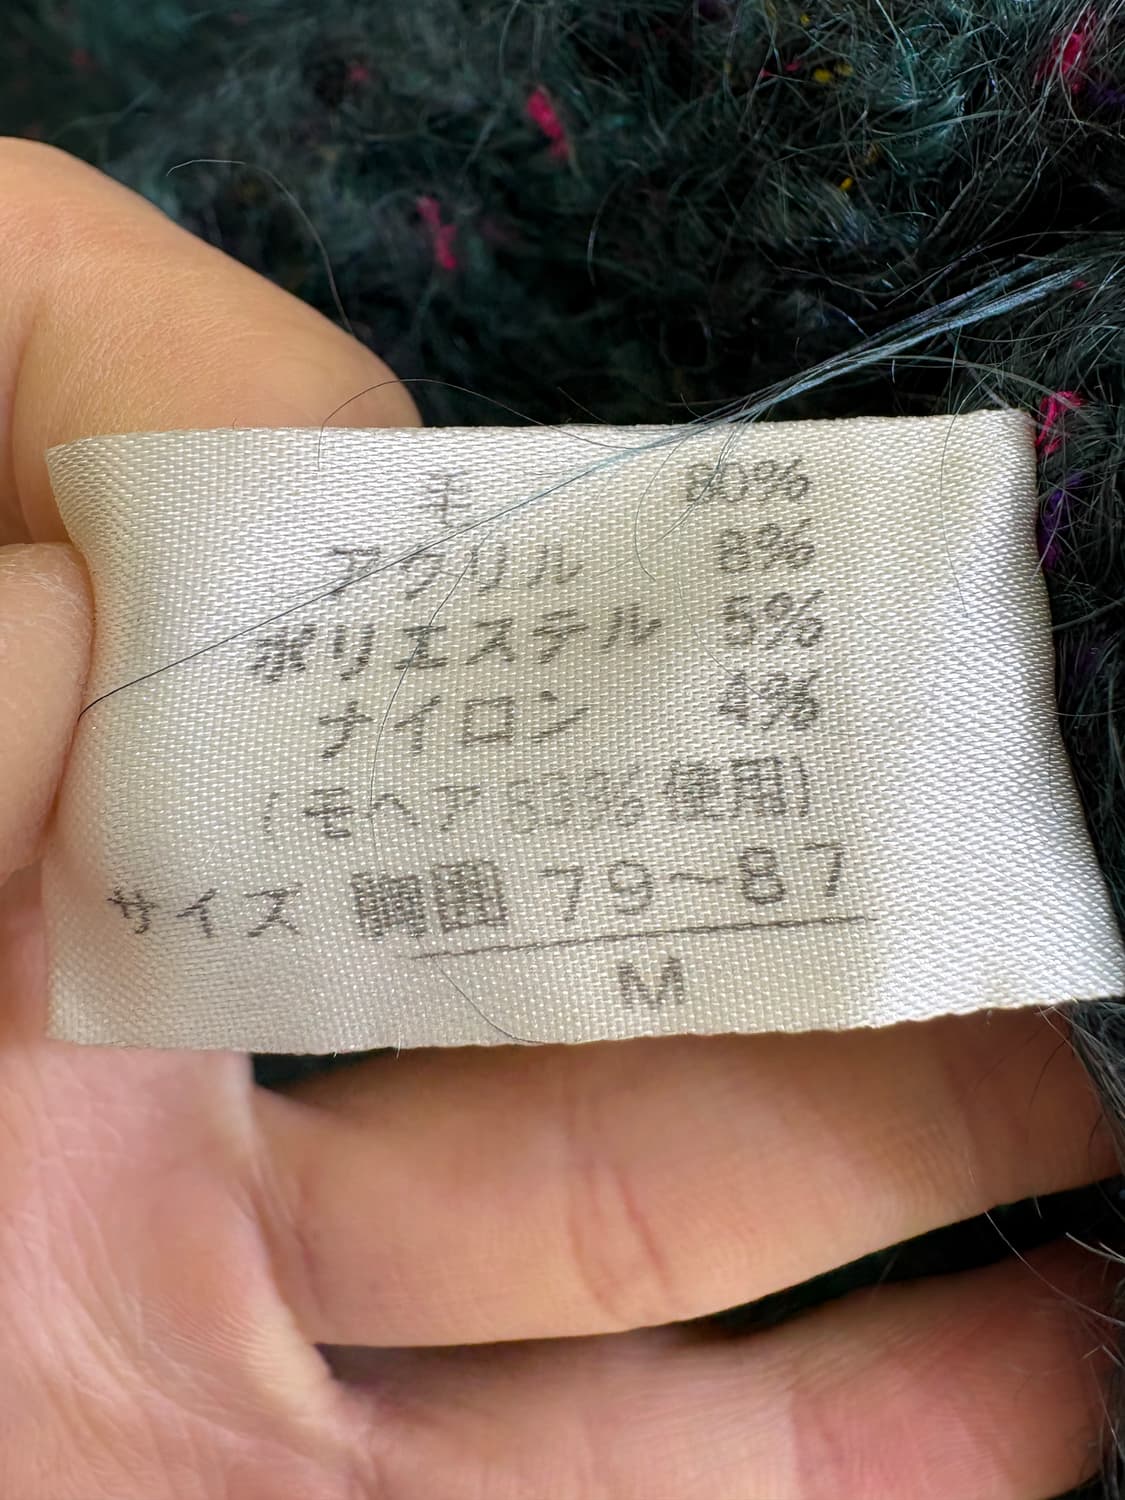 毛 80%
アクリル 8%
ポリエステル 5%
ナイロン 4%
(モヘア 使用)
サイズ 胸囲 79~87
M